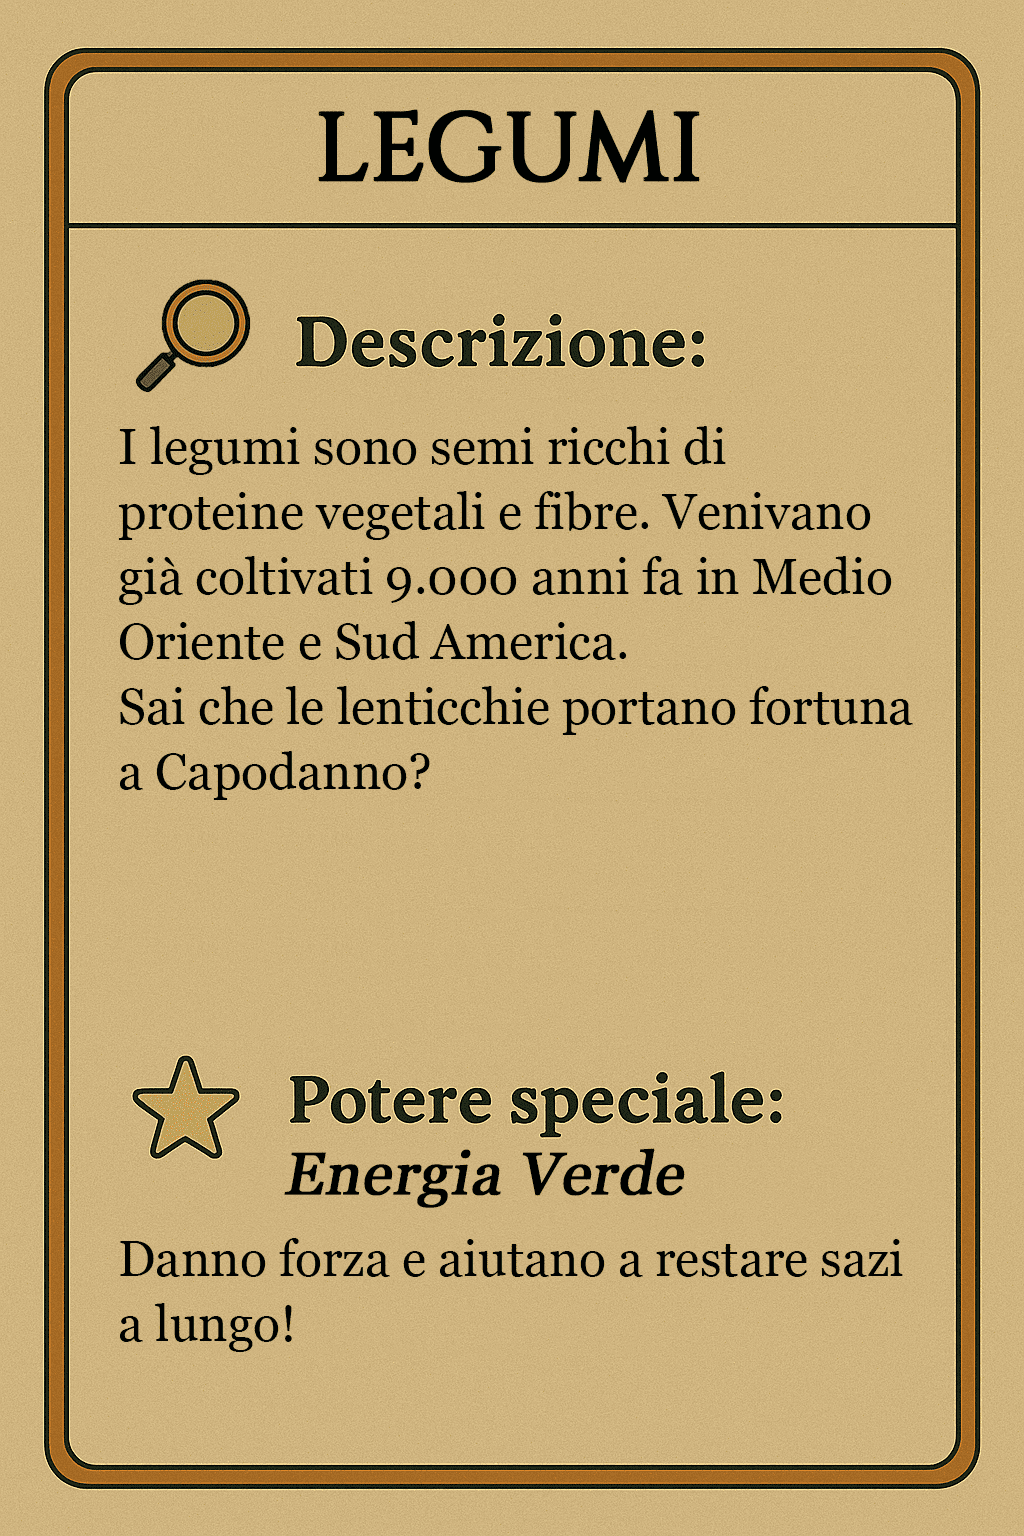 LEGUMI
Descrizione:
I legumi sono semi ricchi di
proteine vegetali e fibre. Venivano
già coltivati 9.000 anni fa in Medio
Oriente e Sud America.
Sai che le lenticchie portano fortuna
a Capodanno?
Potere speciale:
Energia Verde
Danno forza e aiutano a restare sazi
a lungo!